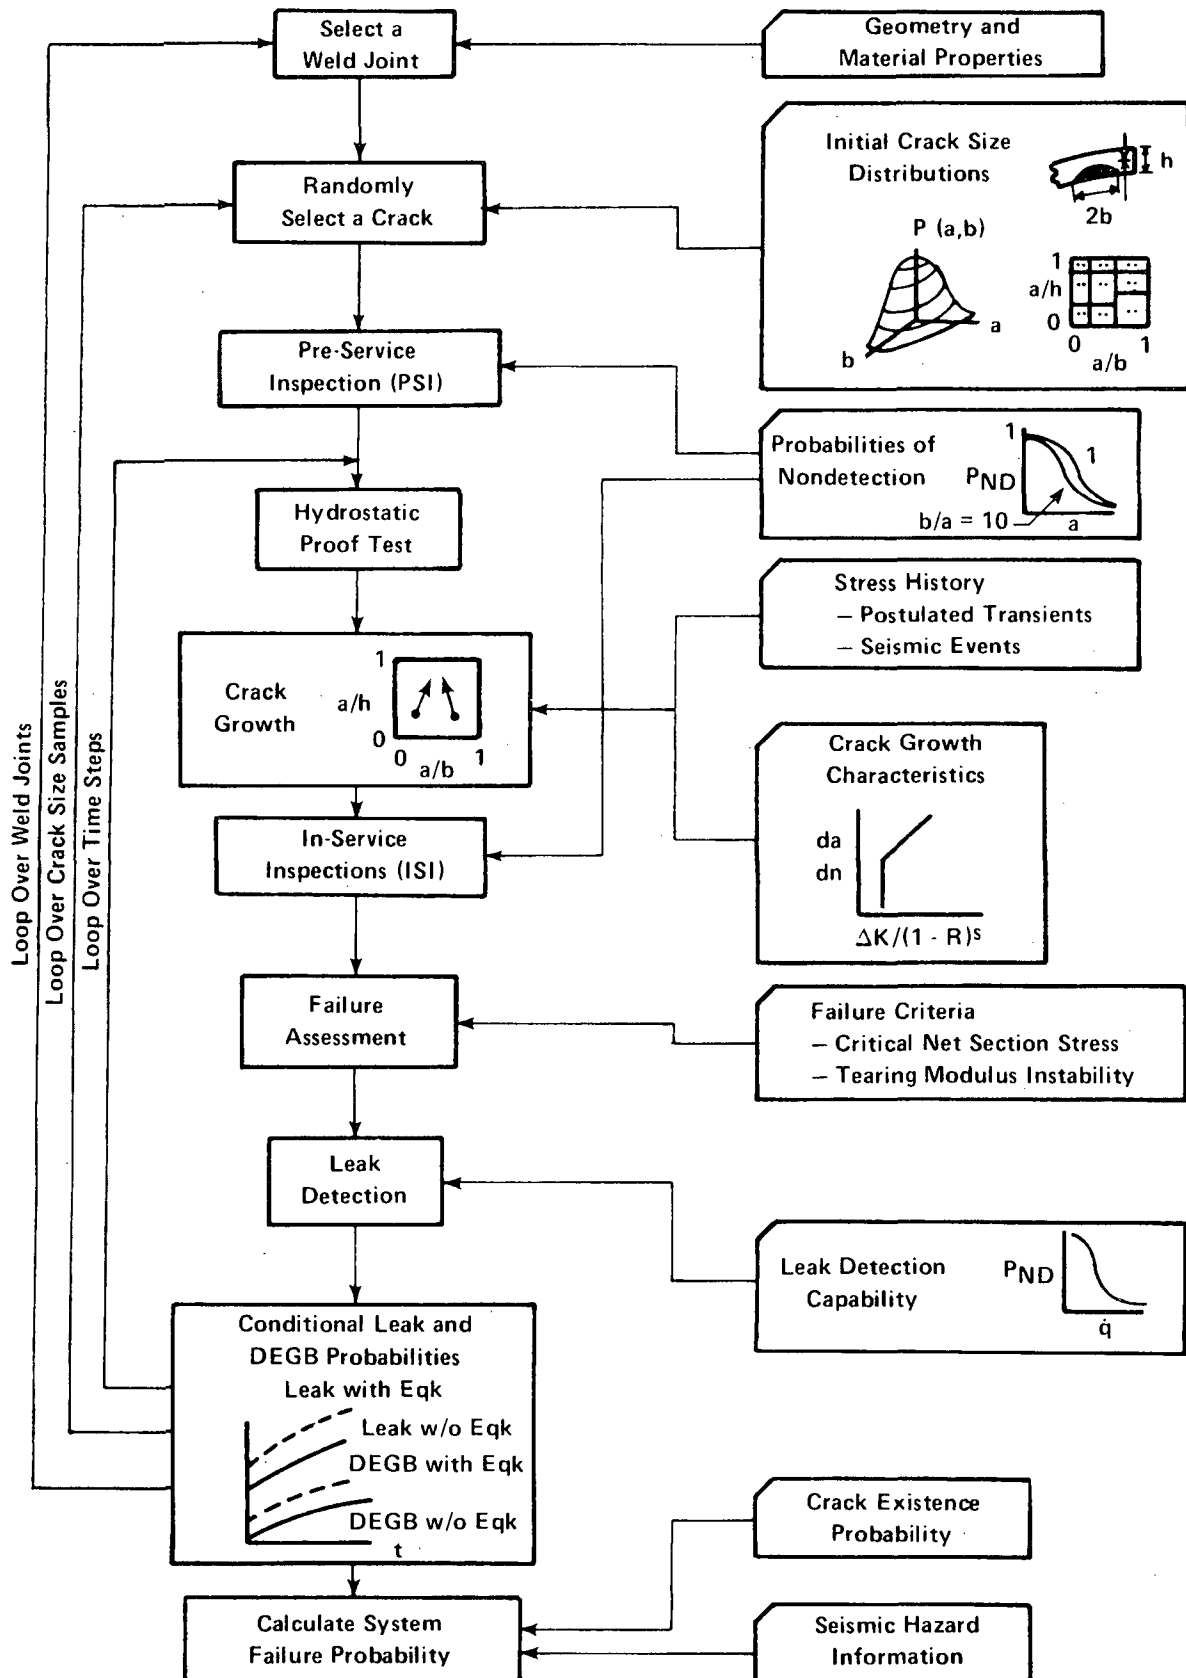 Select a
Weld Joint
Geometry and
Material Properties
Randomly
Select a Crack
Initial Crack Size
Distributions
h
2b
P (a,b)
a
b
1
a/h
0
0 1
a/b
Pre-Service
Inspection (PSI)
Probabilities of
Nondetection
1
1
PND
b/a = 10
a
Hydrostatic
Proof Test
Stress History
– Postulated Transients
– Seismic Events
Crack
Growth
1
a/h
0
0 1
a/b
Crack Growth
Characteristics
da
dn
ΔK/(1 - R)s
In-Service
Inspections (ISI)
Failure
Assessment
Failure Criteria
– Critical Net Section Stress
– Tearing Modulus Instability
Leak
Detection
Leak Detection
Capability
PND
q̇
Conditional Leak and
DEGB Probabilities
Leak with Eqk
Leak w/o Eqk
DEGB with Eqk
DEGB w/o Eqk
t
Crack Existence
Probability
Calculate System
Failure Probability
Seismic Hazard
Information
Loop Over Weld Joints
Loop Over Crack Size Samples
Loop Over Time Steps